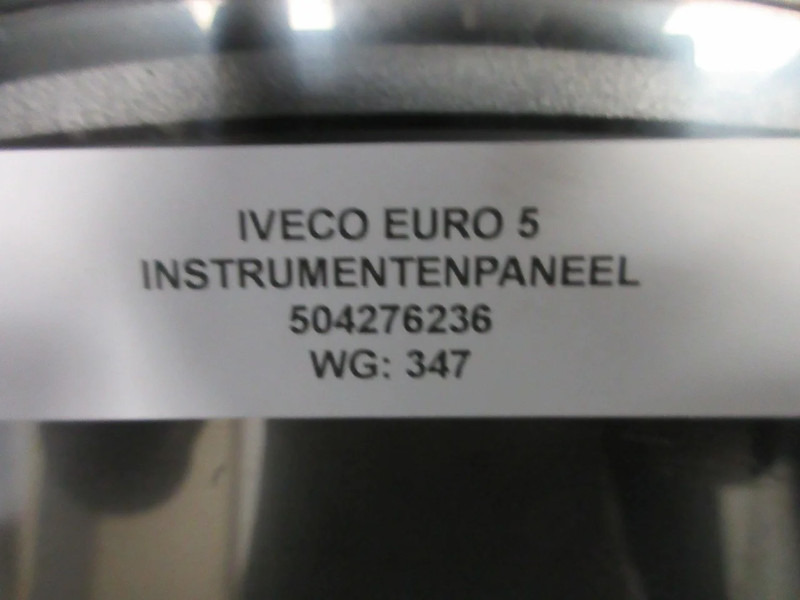 IVECO EURO 5
INSTRUMENTENPANEEL
504276236
WG: 347